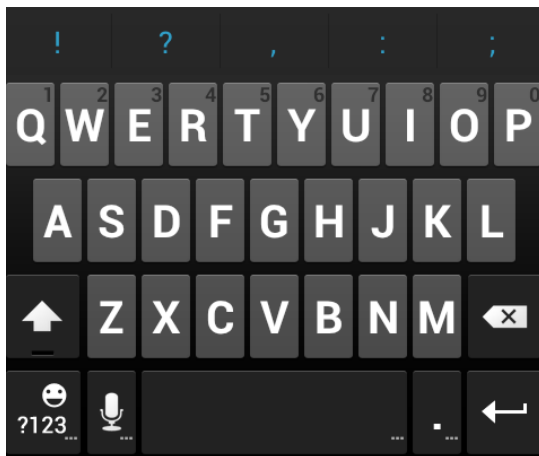 ! ? , : ;
1 2 3 4 5 6 7 8 9 0
Q W E R T Y U I O P
A S D F G H J K L
Z X C V B N M
?123 .